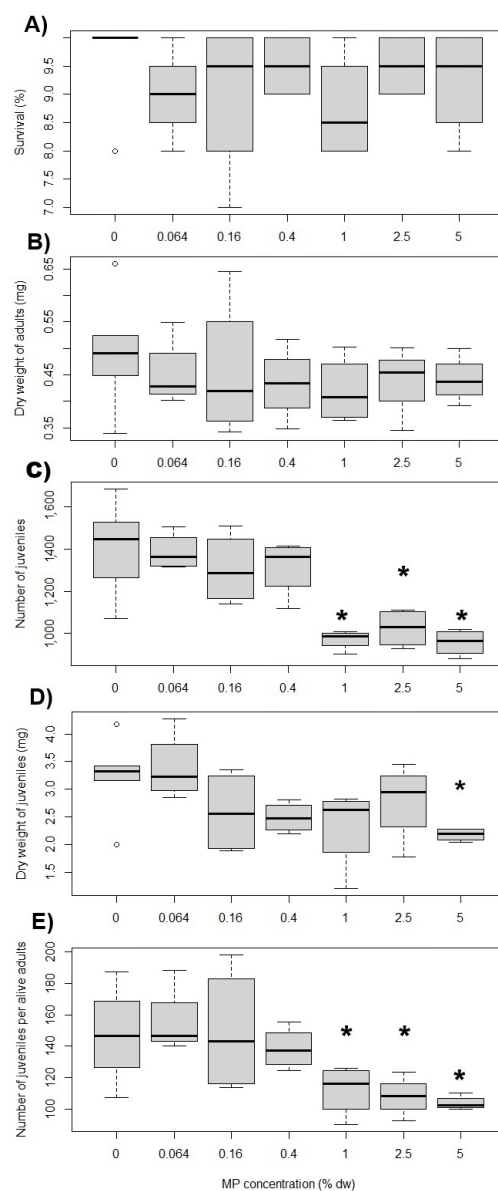 A)
Survival (%)
9.5
9.0
8.5
8.0
7.0
0 0.064 0.16 0.4 1 2.5 5
B)
Dry weight of adults (mg)
0.65
0.55
0.45
0.35
0 0.064 0.16 0.4 1 2.5 5
C)
Number of juveniles
1,600
1,400
1,200
1,000
* * *
0 0.064 0.16 0.4 1 2.5 5
D)
Dry weight of juveniles (mg)
4.0
3.5
3.0
2.5
1.5
*
0 0.064 0.16 0.4 1 2.5 5
E)
Number of juveniles per alive adults
200
180
160
140
120
100
* * *
0 0.064 0.16 0.4 1 2.5 5
MP concentration (% dw)